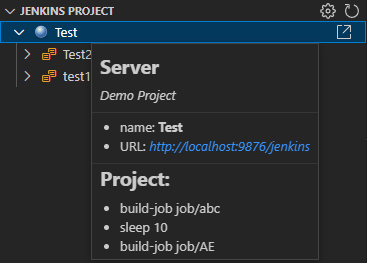 JENKINS PROJECT
Test
Test2
test1
Server
Demo Project
name: Test
URL: http://localhost:9876/jenkins
Project:
build-job job/abc
sleep 10
build-job job/AE